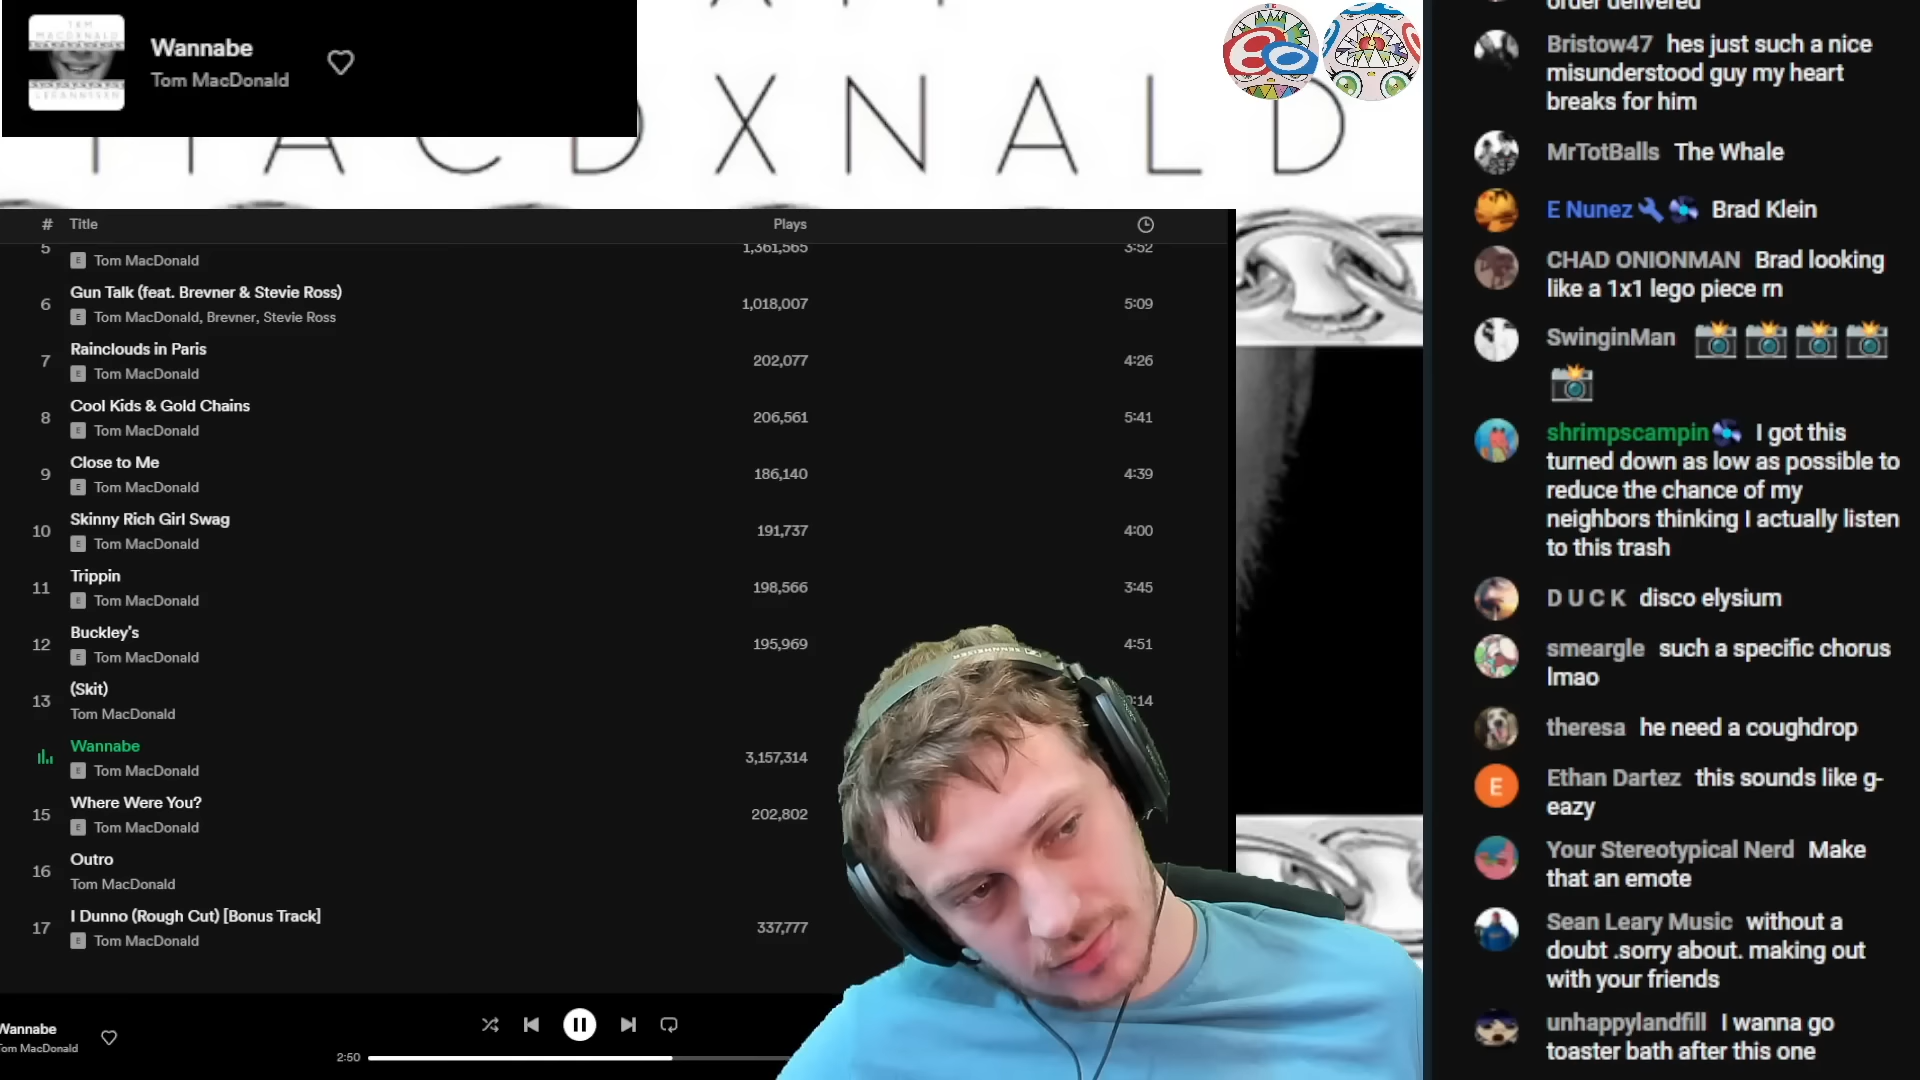 Wannabe
Tom MacDonald
MACDXNALD
# Title Plays
5 1,361,565 3:52
E Tom MacDonald
Gun Talk (feat. Brevner & Stevie Ross)
6 1,018,007 5:09
E Tom MacDonald, Brevner, Stevie Ross
Rainclouds in Paris
7 202,077 4:26
E Tom MacDonald
Cool Kids & Gold Chains
8 206,561 5:41
E Tom MacDonald
Close to Me
9 186,140 4:39
E Tom MacDonald
Skinny Rich Girl Swag
10 191,737 4:00
E Tom MacDonald
Trippin
11 198,566 3:45
E Tom MacDonald
Buckley's
12 195,969 4:51
E Tom MacDonald
(Skit)
13 :14
Tom MacDonald
Wannabe
3,157,314
E Tom MacDonald
Where Were You?
15 202,802
E Tom MacDonald
Outro
16
Tom MacDonald
I Dunno (Rough Cut) [Bonus Track]
17 337,777
E Tom MacDonald
Wannabe
Tom MacDonald
2:50
SENNHEISER
order delivered
Bristow47 hes just such a nice
misunderstood guy my heart
breaks for him
MrTotBalls The Whale
E Nunez Brad Klein
CHAD ONIONMAN Brad looking
like a 1x1 lego piece rn
SwinginMan
shrimpscampin I got this
turned down as low as possible to
reduce the chance of my
neighbors thinking I actually listen
to this trash
D U C K disco elysium
smeargle such a specific chorus
lmao
theresa he need a coughdrop
E
Ethan Dartez this sounds like g-
eazy
Your Stereotypical Nerd Make
that an emote
Sean Leary Music without a
doubt .sorry about. making out
with your friends
unhappylandfill I wanna go
toaster bath after this one